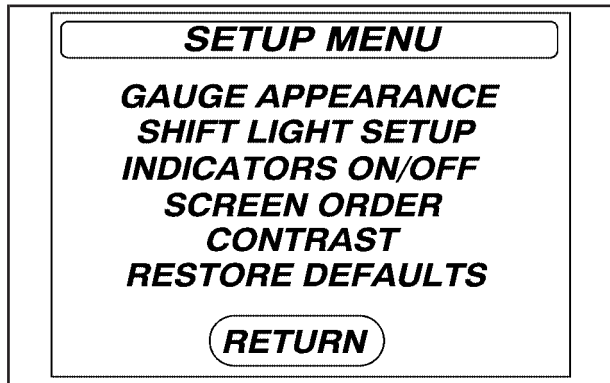 SETUP MENU
GAUGE APPEARANCE
SHIFT LIGHT SETUP
INDICATORS ON/OFF
SCREEN ORDER
CONTRAST
RESTORE DEFAULTS
RETURN